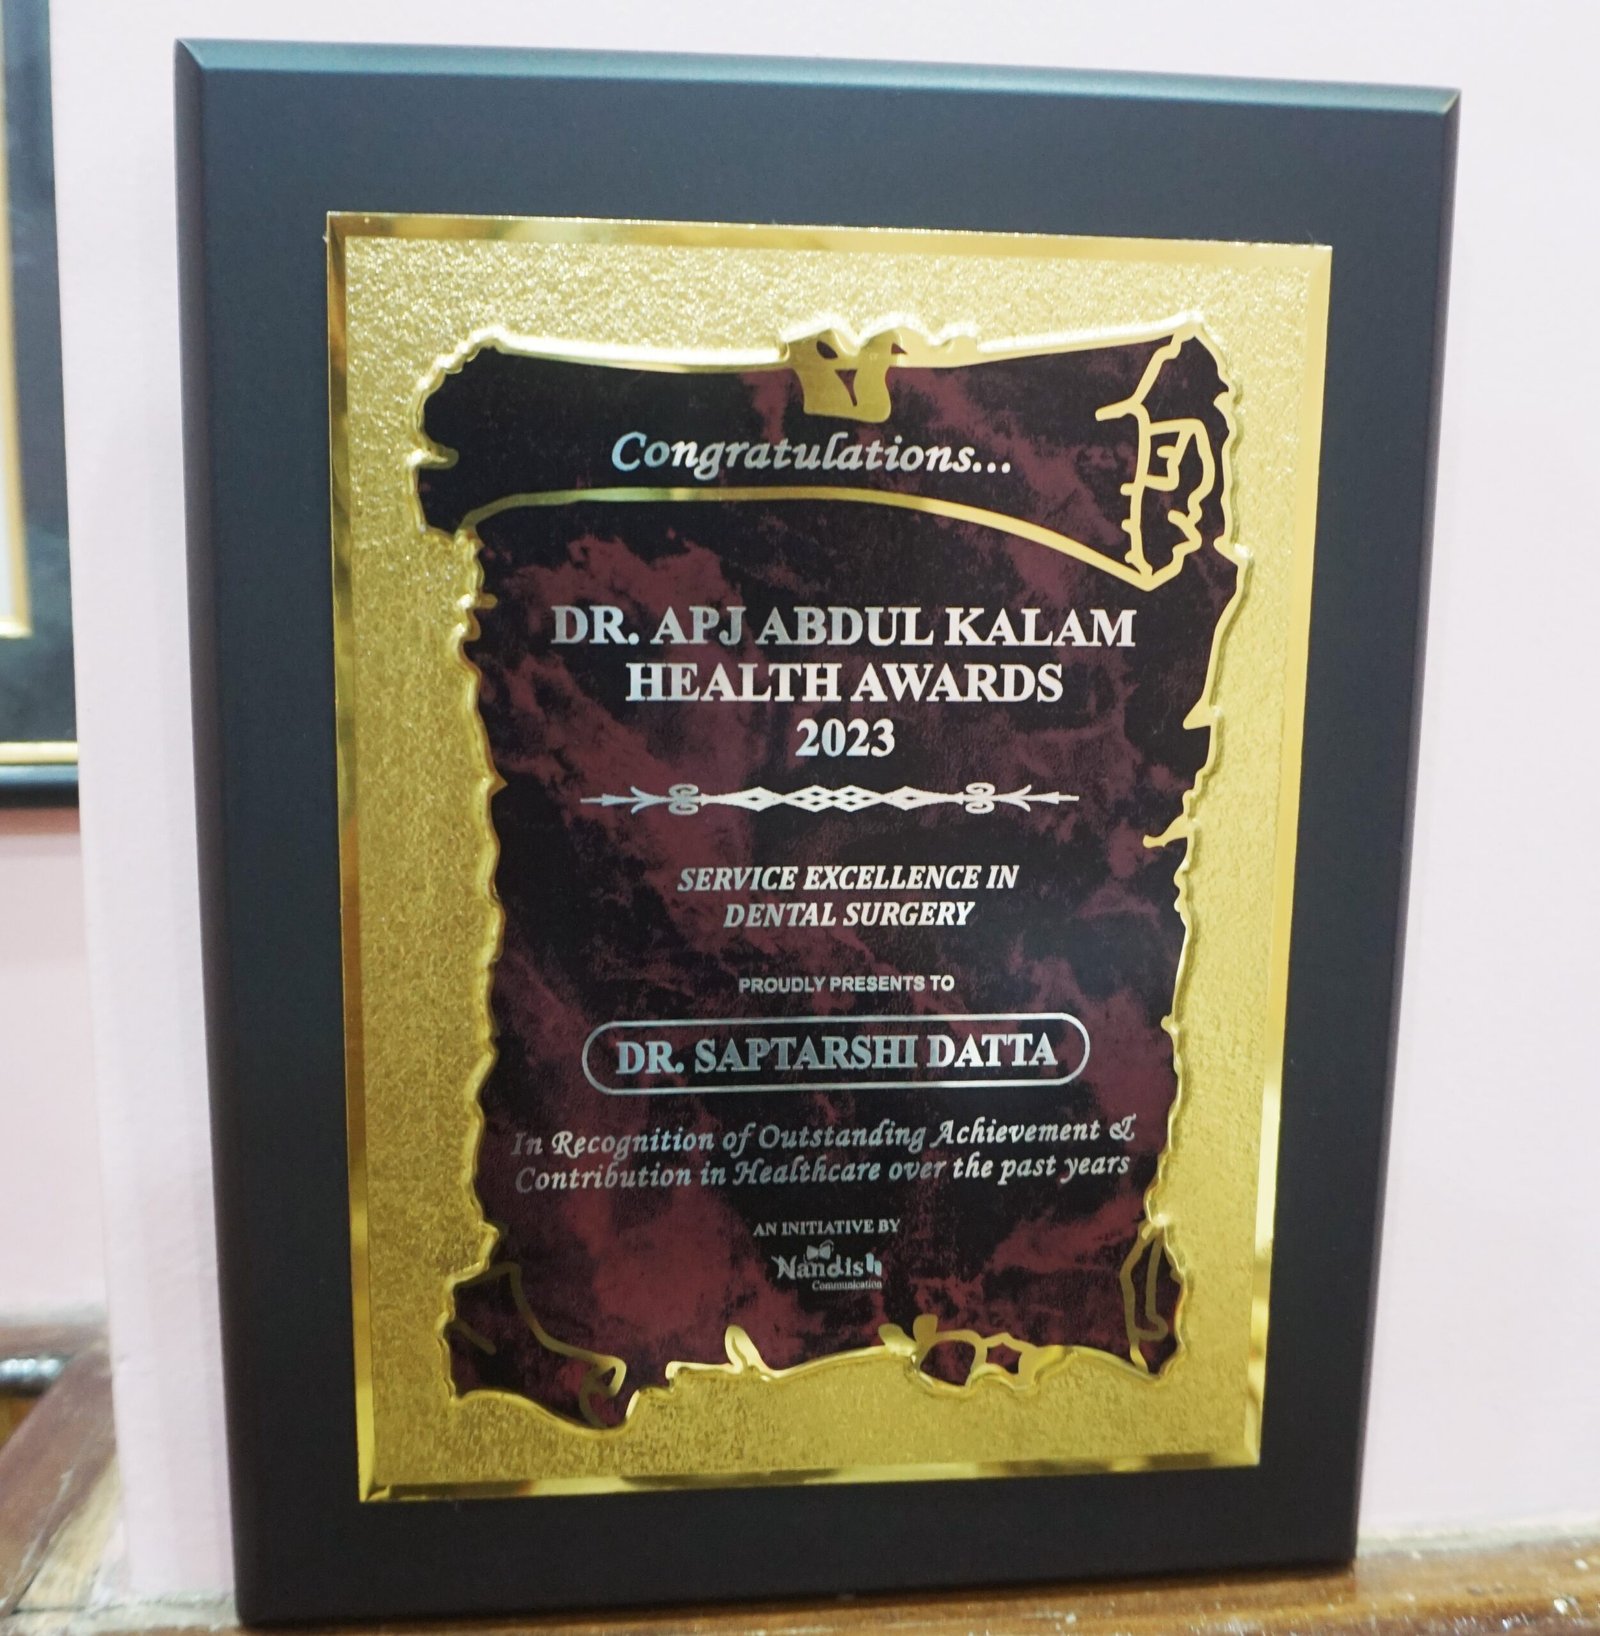 Congratulations...
DR. APJ ABDUL KALAM
HEALTH AWARDS
2023
SERVICE EXCELLENCE IN
DENTAL SURGERY
PROUDLY PRESENTS TO
DR. SAPTARSHI DATTA
In Recognition of Outstanding Achievement &
Contribution in Healthcare over the past years
AN INITIATIVE BY
Nandish
Communication